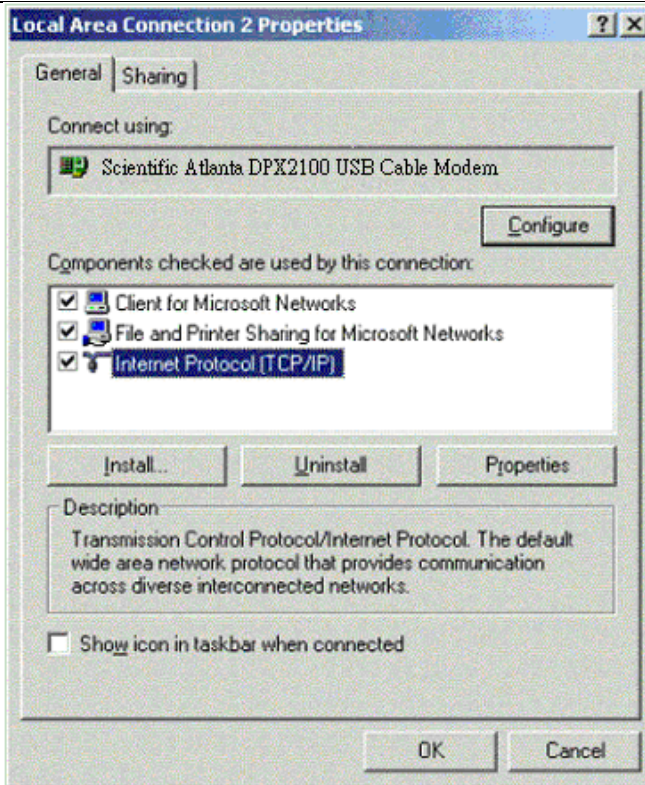 Local Area Connection 2 Properties
? X
General Sharing
Connect using:
Scientific Atlanta DPX2100 USB Cable Modem
Configure
Components checked are used by this connection:
Client for Microsoft Networks
File and Printer Sharing for Microsoft Networks
Internet Protocol (TCP/IP)
Install... Uninstall Properties
Description
Transmission Control Protocol/Internet Protocol. The default
wide area network protocol that provides communication
across diverse interconnected networks.
Show icon in taskbar when connected
OK Cancel